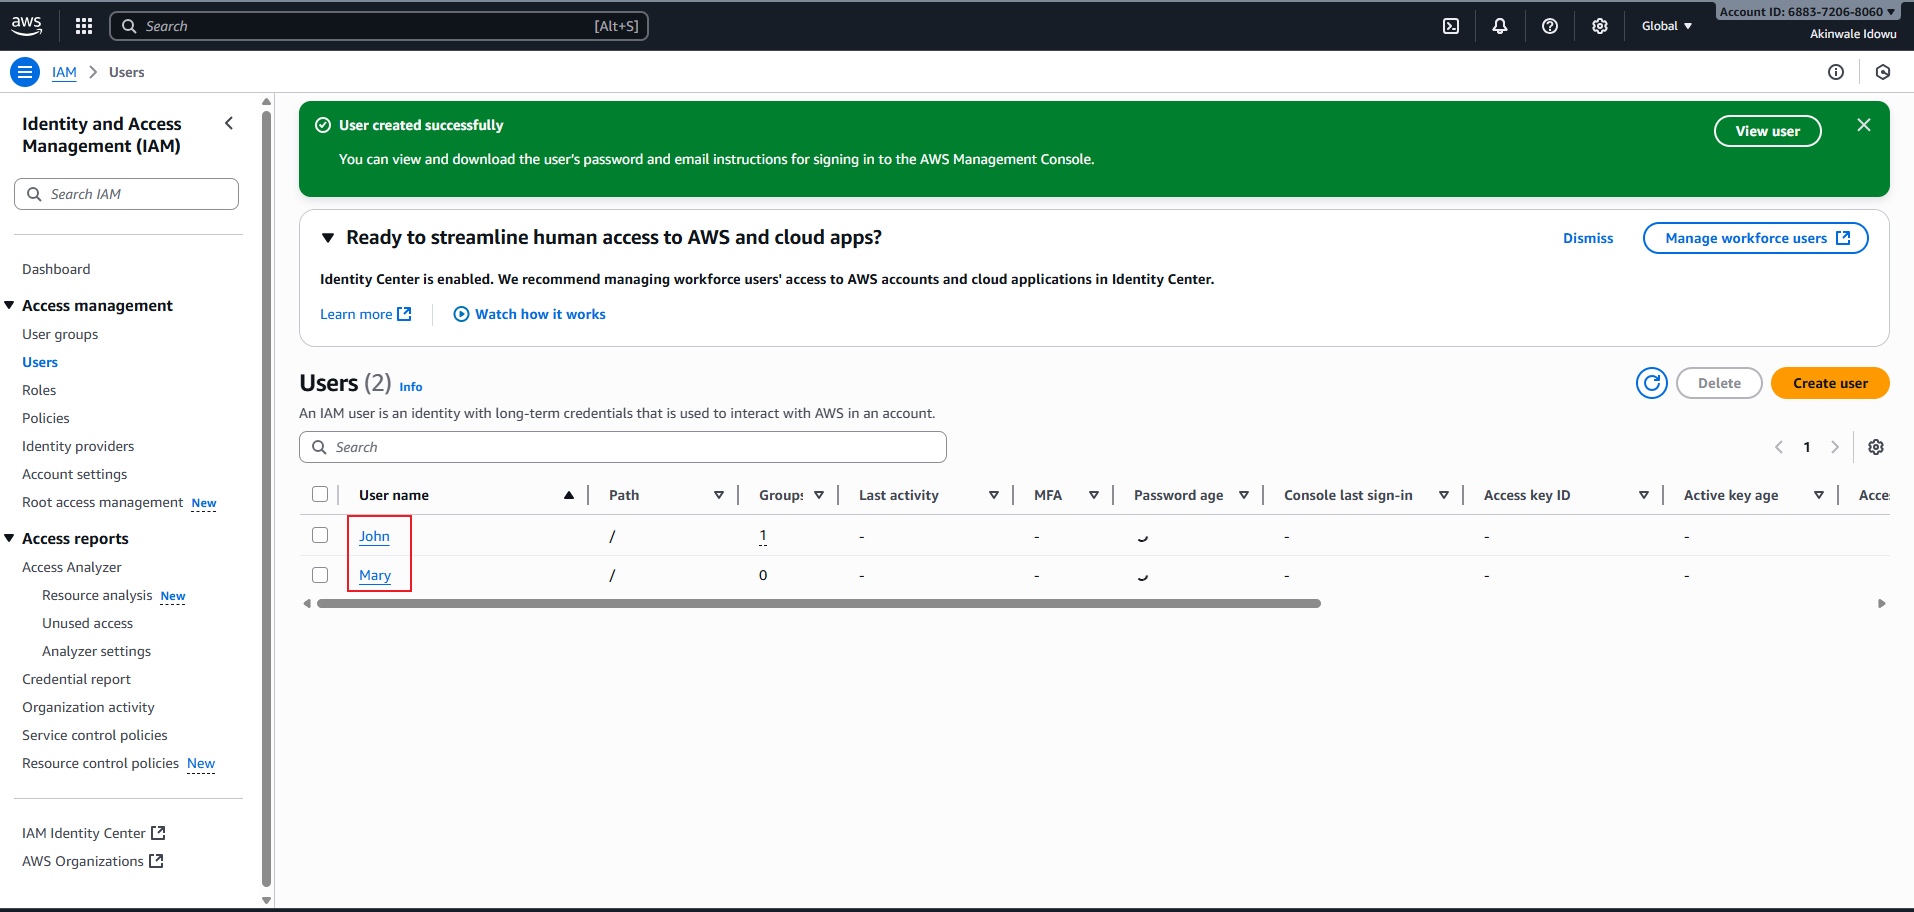 aws
Search
[Alt+S]
Global
Account ID: 6883-7206-8060
Akinwale Idowu
IAM
Users
Identity and Access
Management (IAM)
Search IAM
Dashboard
Access management
User groups
Users
Roles
Policies
Identity providers
Account settings
Root access management New
Access reports
Access Analyzer
Resource analysis New
Unused access
Analyzer settings
Credential report
Organization activity
Service control policies
Resource control policies New
IAM Identity Center
AWS Organizations
User created successfully
View user
You can view and download the user's password and email instructions for signing in to the AWS Management Console.
Ready to streamline human access to AWS and cloud apps?
Dismiss
Manage workforce users
Identity Center is enabled. We recommend managing workforce users' access to AWS accounts and cloud applications in Identity Center.
Learn more
Watch how it works
Users (2) Info
Delete
Create user
An IAM user is an identity with long-term credentials that is used to interact with AWS in an account.
Search
1
User name Path Groups Last activity MFA Password age Console last sign-in Access key ID Active key age Acce
John / 1 - - - - -
Mary / 0 - - - - -